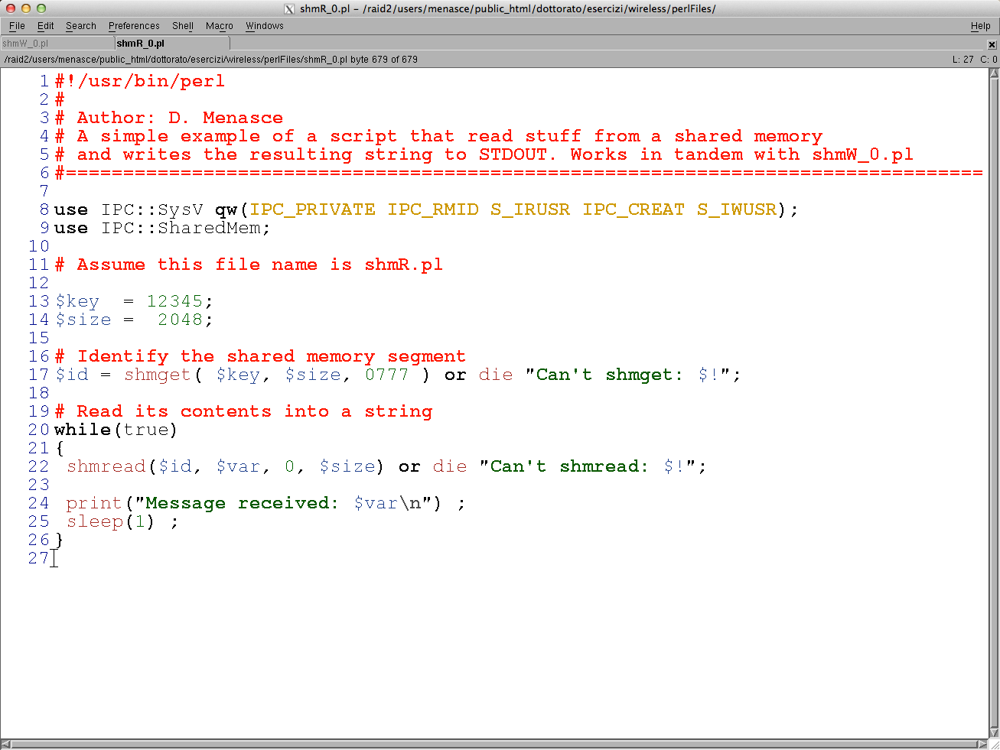 shmR_0.pl – /raid2/users/menasce/public_html/dottorato/esercizi/wireless/perlFiles/
File Edit Search Preferences Shell Macro Windows Help
shmW_0.pl shmR_0.pl
/raid2/users/menasce/public_html/dottorato/esercizi/wireless/perlFiles/shmR_0.pl byte 679 of 679 L: 27 C: 0
1 #!/usr/bin/perl
2 #
3 # Author: D. Menasce
4 # A simple example of a script that read stuff from a shared memory
5 # and writes the resulting string to STDOUT. Works in tandem with shmW_0.pl
6 #================================================================================
7
8 use IPC::SysV qw(IPC_PRIVATE IPC_RMID S_IRUSR IPC_CREAT S_IWUSR);
9 use IPC::SharedMem;
10
11 # Assume this file name is shmR.pl
12
13 $key  = 12345;
14 $size =  2048;
15
16 # Identify the shared memory segment
17 $id = shmget( $key, $size, 0777 ) or die "Can't shmget: $!";
18
19 # Read its contents into a string
20 while(true)
21 {
22  shmread($id, $var, 0, $size) or die "Can't shmread: $!";
23
24  print("Message received: $var\n") ;
25  sleep(1) ;
26 }
27